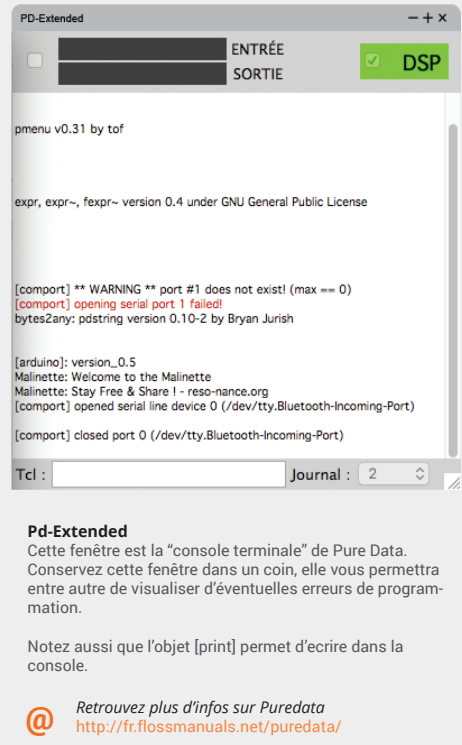 PD-Extended
ENTRÉE
SORTIE
DSP
pmenu v0.31 by tof
expr, expr~, fexpr~ version 0.4 under GNU General Public License
[comport] ** WARNING ** port #1 does not exist! (max == 0)
[comport] opening serial port 1 failed!
bytes2any: pdstring version 0.10-2 by Bryan Jurish
[arduino]: version_0.5
Malinette: Welcome to the Malinette
Malinette: Stay Free & Share ! - reso-nance.org
[comport] opened serial line device 0 (/dev/tty.Bluetooth-Incoming-Port)
[comport] closed port 0 (/dev/tty.Bluetooth-Incoming-Port)
Tcl :
Journal : 2
Pd-Extended
Cette fenêtre est la “console terminale” de Pure Data.
Conservez cette fenêtre dans un coin, elle vous permettra
entre autre de visualiser d’éventuelles erreurs de program-
mation.
Notez aussi que l’objet [print] permet d’ecrire dans la
console.
@ Retrouvez plus d’infos sur Puredata
http://fr.flossmanuals.net/puredata/